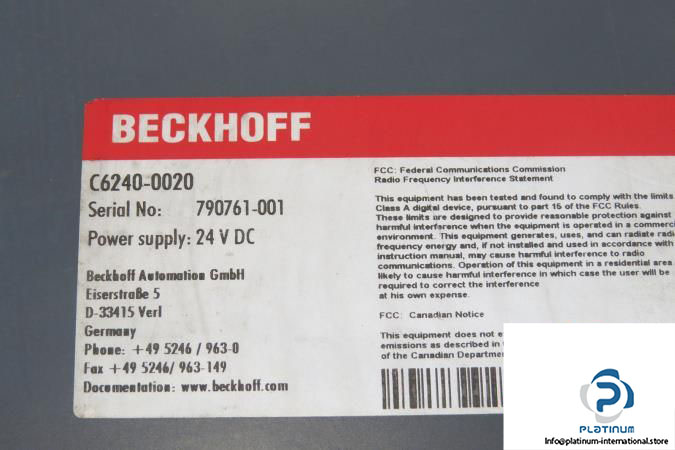 BECKHOFF
C6240-0020
Serial No: 790761-001
Power supply: 24 V DC
Beckhoff Automation GmbH
Eiserstraße 5
D-33415 Verl
Germany
Phone: +49 5246 / 963-0
Fax +49 5246/ 963-149
Documentation: www.beckhoff.com
FCC: Federal Communications Commission
Radio Frequency Interference Statement
This equipment has been tested and found to comply with the limits
Class A digital device, pursuant to part 15 of the FCC Rules.
These limits are designed to provide reasonable protection against
harmful interference when the equipment is operated in a commerci
environment. This equipment generates, uses, and can radiate radi
frequency energy and, if not installed and used in accordance with
instruction manual, may cause harmful interference to radio
communications. Operation of this equipment in a residential area
likely to cause harmful interference in which case the user will be
required to correct the interference
at his own expense.
FCC: Canadian Notice
This equipment does not e
emissions as described in
of the Canadian Departme
PLATINUM
Info@platinum-international.store